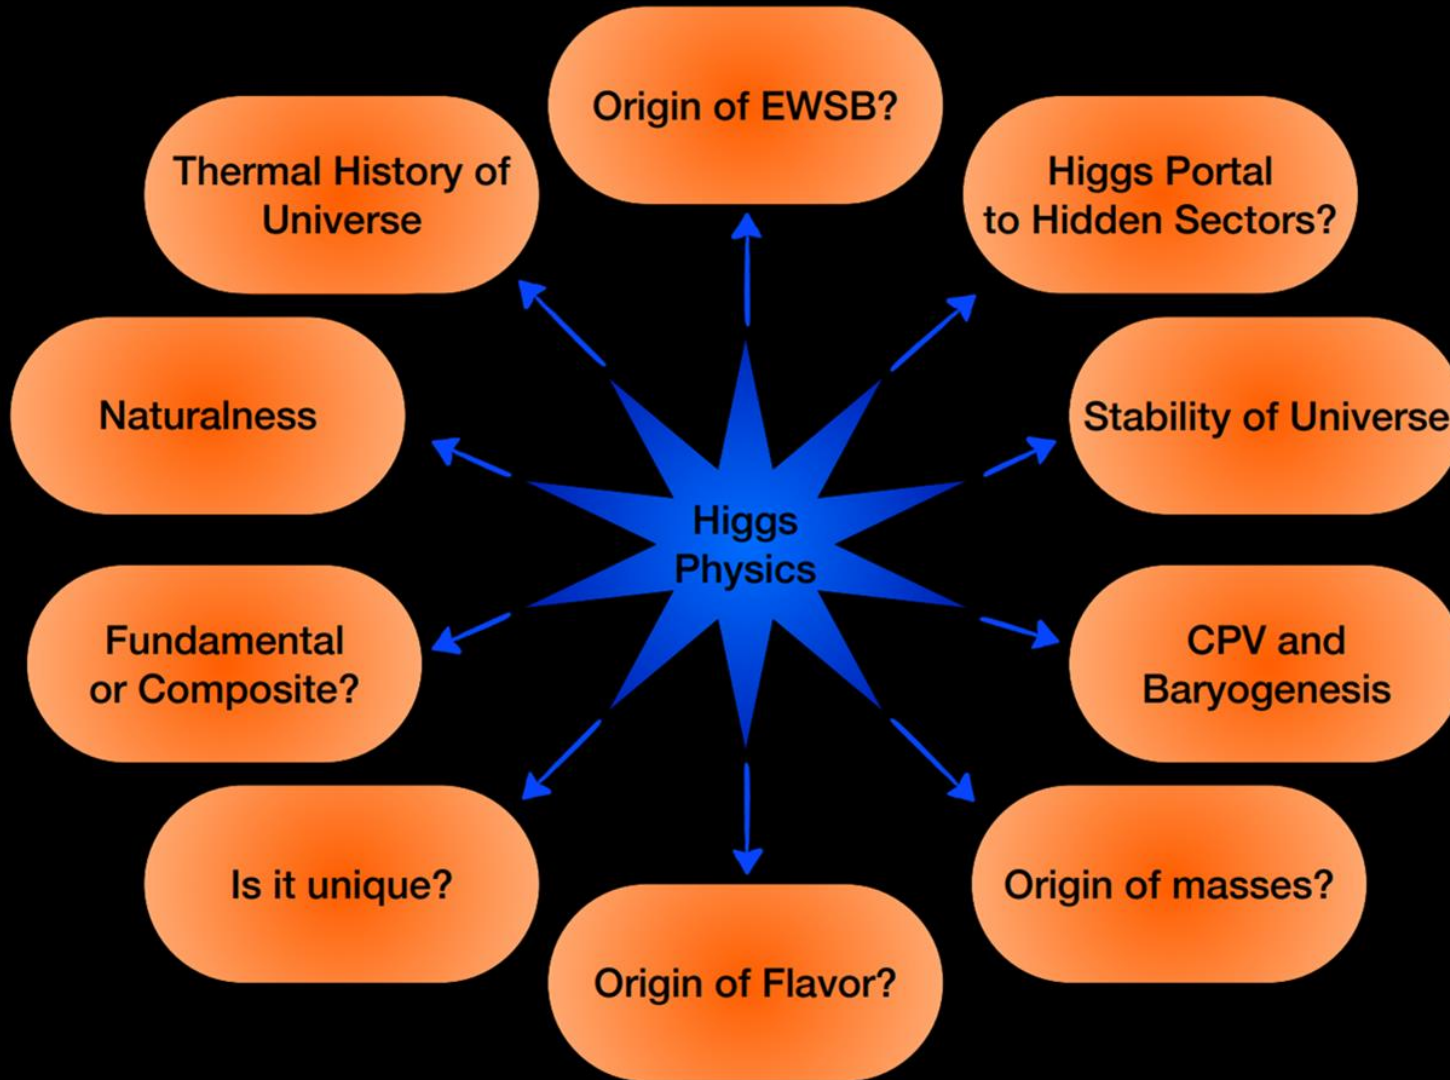 Origin of EWSB?
Thermal History of
Universe
Higgs Portal
to Hidden Sectors?
Naturalness
Stability of Universe
Higgs
Physics
Fundamental
or Composite?
CPV and
Baryogenesis
Is it unique?
Origin of masses?
Origin of Flavor?